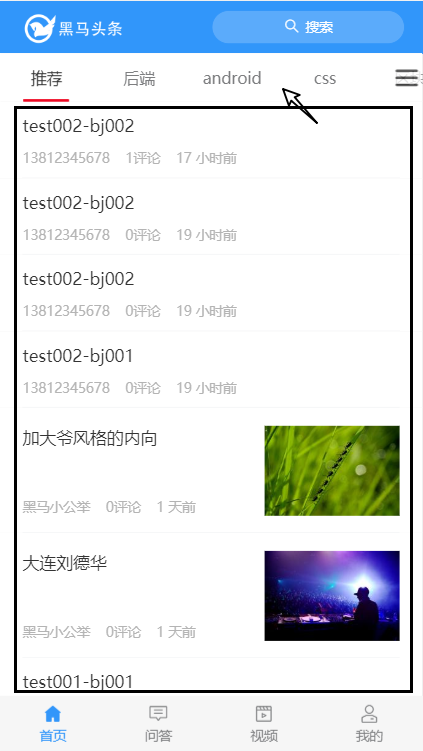 黑马头条 搜索
推荐 后端 android css
test002-bj002
13812345678 1评论 17 小时前
test002-bj002
13812345678 0评论 19 小时前
test002-bj002
13812345678 0评论 19 小时前
test002-bj001
13812345678 0评论 19 小时前
加大爷风格的内向
黑马小公举 0评论 1 天前
大连刘德华
黑马小公举 0评论 1 天前
test001-bj001
首页 问答 视频 我的